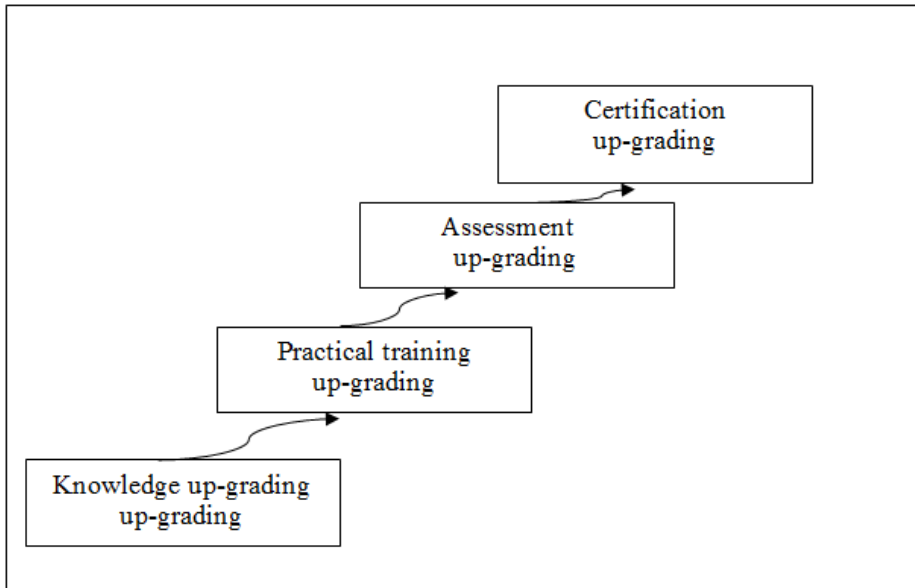 Certification
up-grading
Assessment
up-grading
Practical training
up-grading
Knowledge up-grading
up-grading